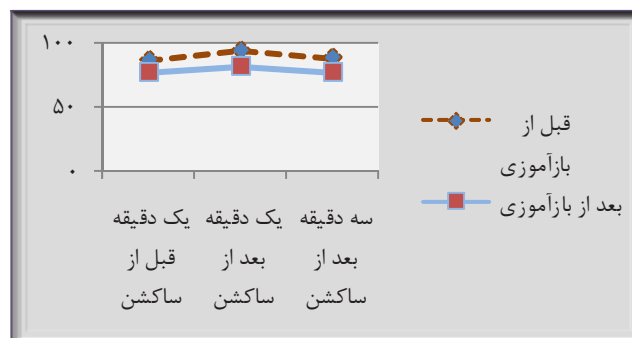 ۱۰۰
۵۰
۰
یک دقیقه
قبل از
ساکشن
یک دقیقه
بعد از
ساکشن
سه دقیقه
بعد از
ساکشن
قبل از
بازآموزی
بعد از بازآموزی